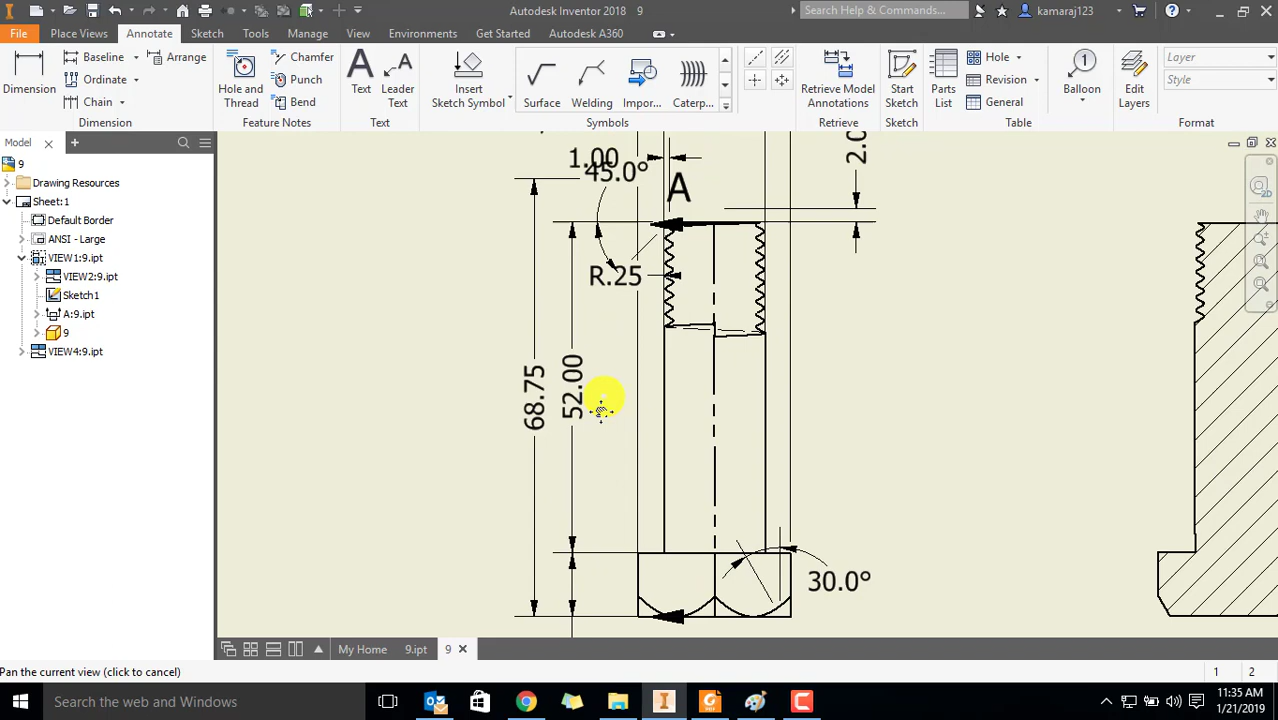 Autodesk Inventor 2018 9
Search Help & Commands...
kamaraj123
File
Place Views
Annotate
Sketch
Tools
Manage
View
Environments
Get Started
Autodesk A360
Dimension
Baseline
Ordinate
Chain
Arrange
Dimension
Hole and
Thread
Chamfer
Punch
Bend
Feature Notes
Text
Leader
Text
Text
Insert
Sketch Symbol
Surface
Welding
Impor...
Caterp...
Symbols
Retrieve Model
Annotations
Retrieve
Start
Sketch
Sketch
Parts
List
Hole
Revision
General
Table
Balloon
1
Edit
Layers
Layer
Style
Format
Model
9
Drawing Resources
Sheet:1
Default Border
ANSI - Large
VIEW1:9.ipt
VIEW2:9.ipt
Sketch1
A:9.ipt
9
VIEW4:9.ipt
1.00
45.0°
A
R.25
68.75
52.00
30.0°
2D
My Home
9.ipt
9
Pan the current view (click to cancel)
1
2
Search the web and Windows
11:35 AM
1/21/2019